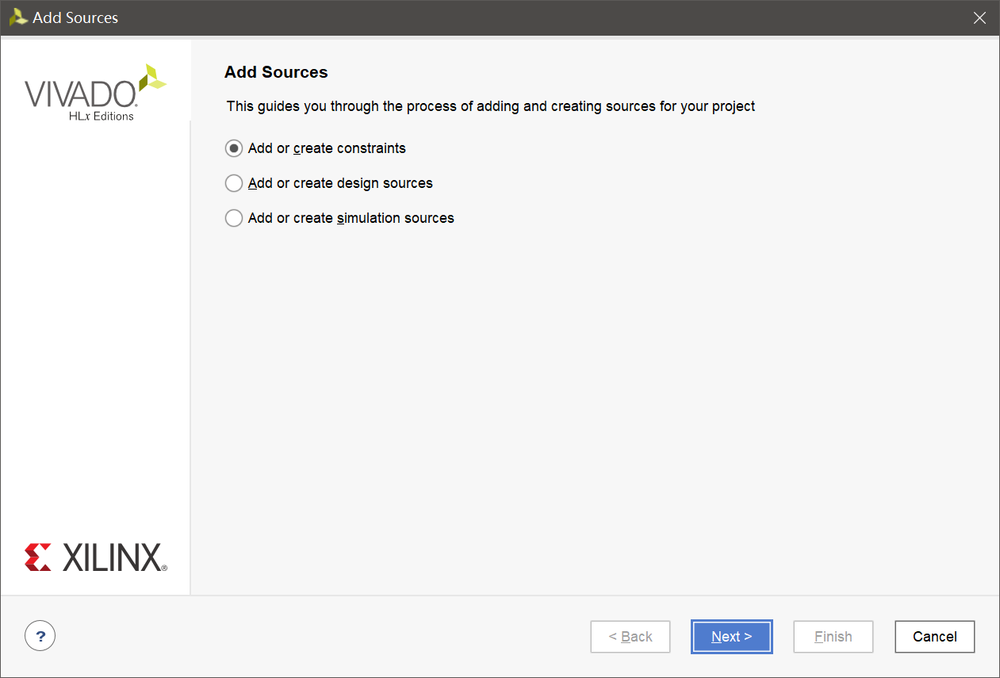 Add Sources
VIVADO.
HLx Editions
Add Sources
This guides you through the process of adding and creating sources for your project
Add or create constraints
Add or create design sources
Add or create simulation sources
XILINX®
?
< Back
Next >
Finish
Cancel